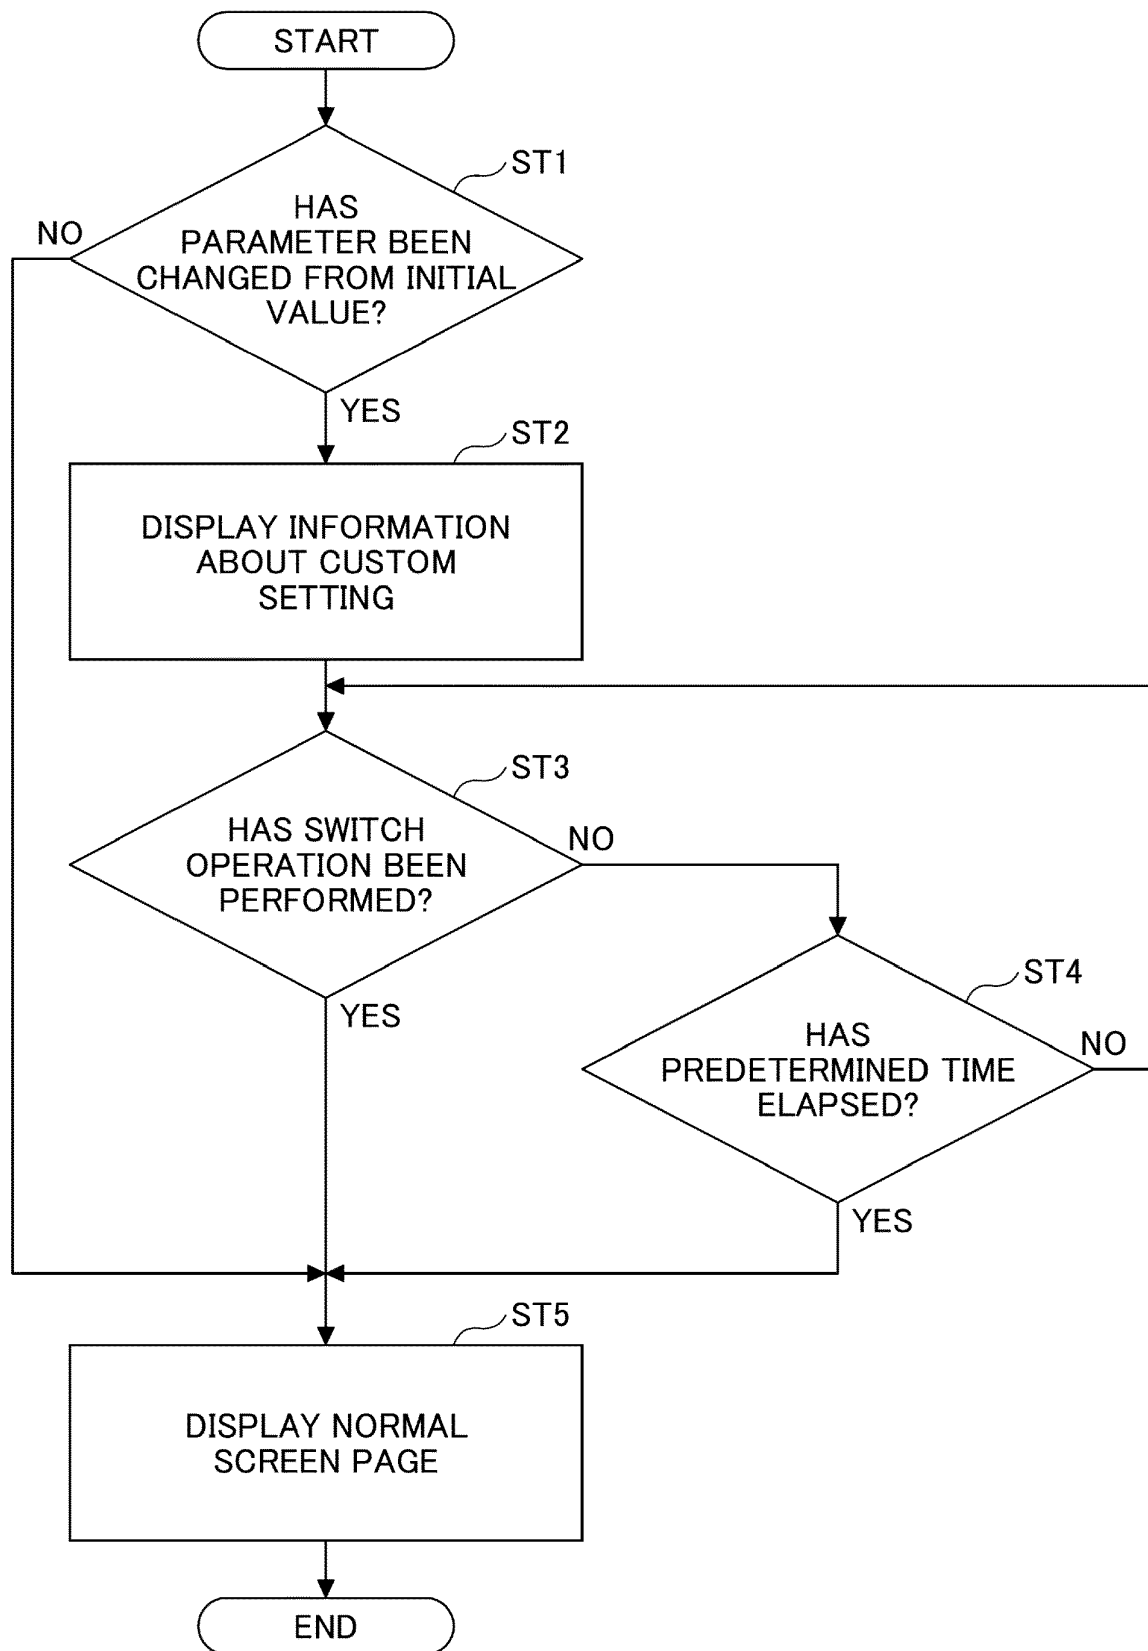 START
ST1
NO
HAS
PARAMETER BEEN
CHANGED FROM INITIAL
VALUE?
YES
ST2
DISPLAY INFORMATION
ABOUT CUSTOM
SETTING
ST3
HAS SWITCH
OPERATION BEEN
PERFORMED?
NO
YES
ST4
HAS
PREDETERMINED TIME
ELAPSED?
NO
YES
ST5
DISPLAY NORMAL
SCREEN PAGE
END